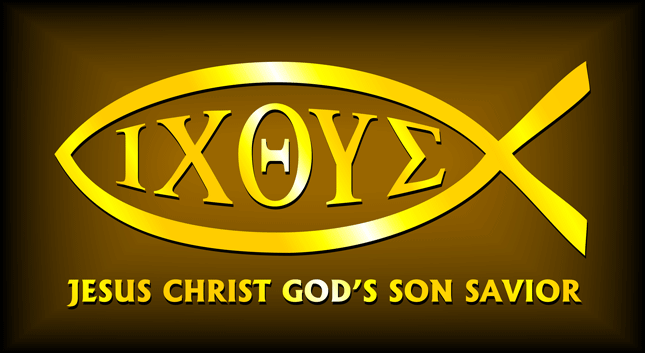 ΙΧΘΥΣ
JESUS CHRIST GOD'S SON SAVIOR